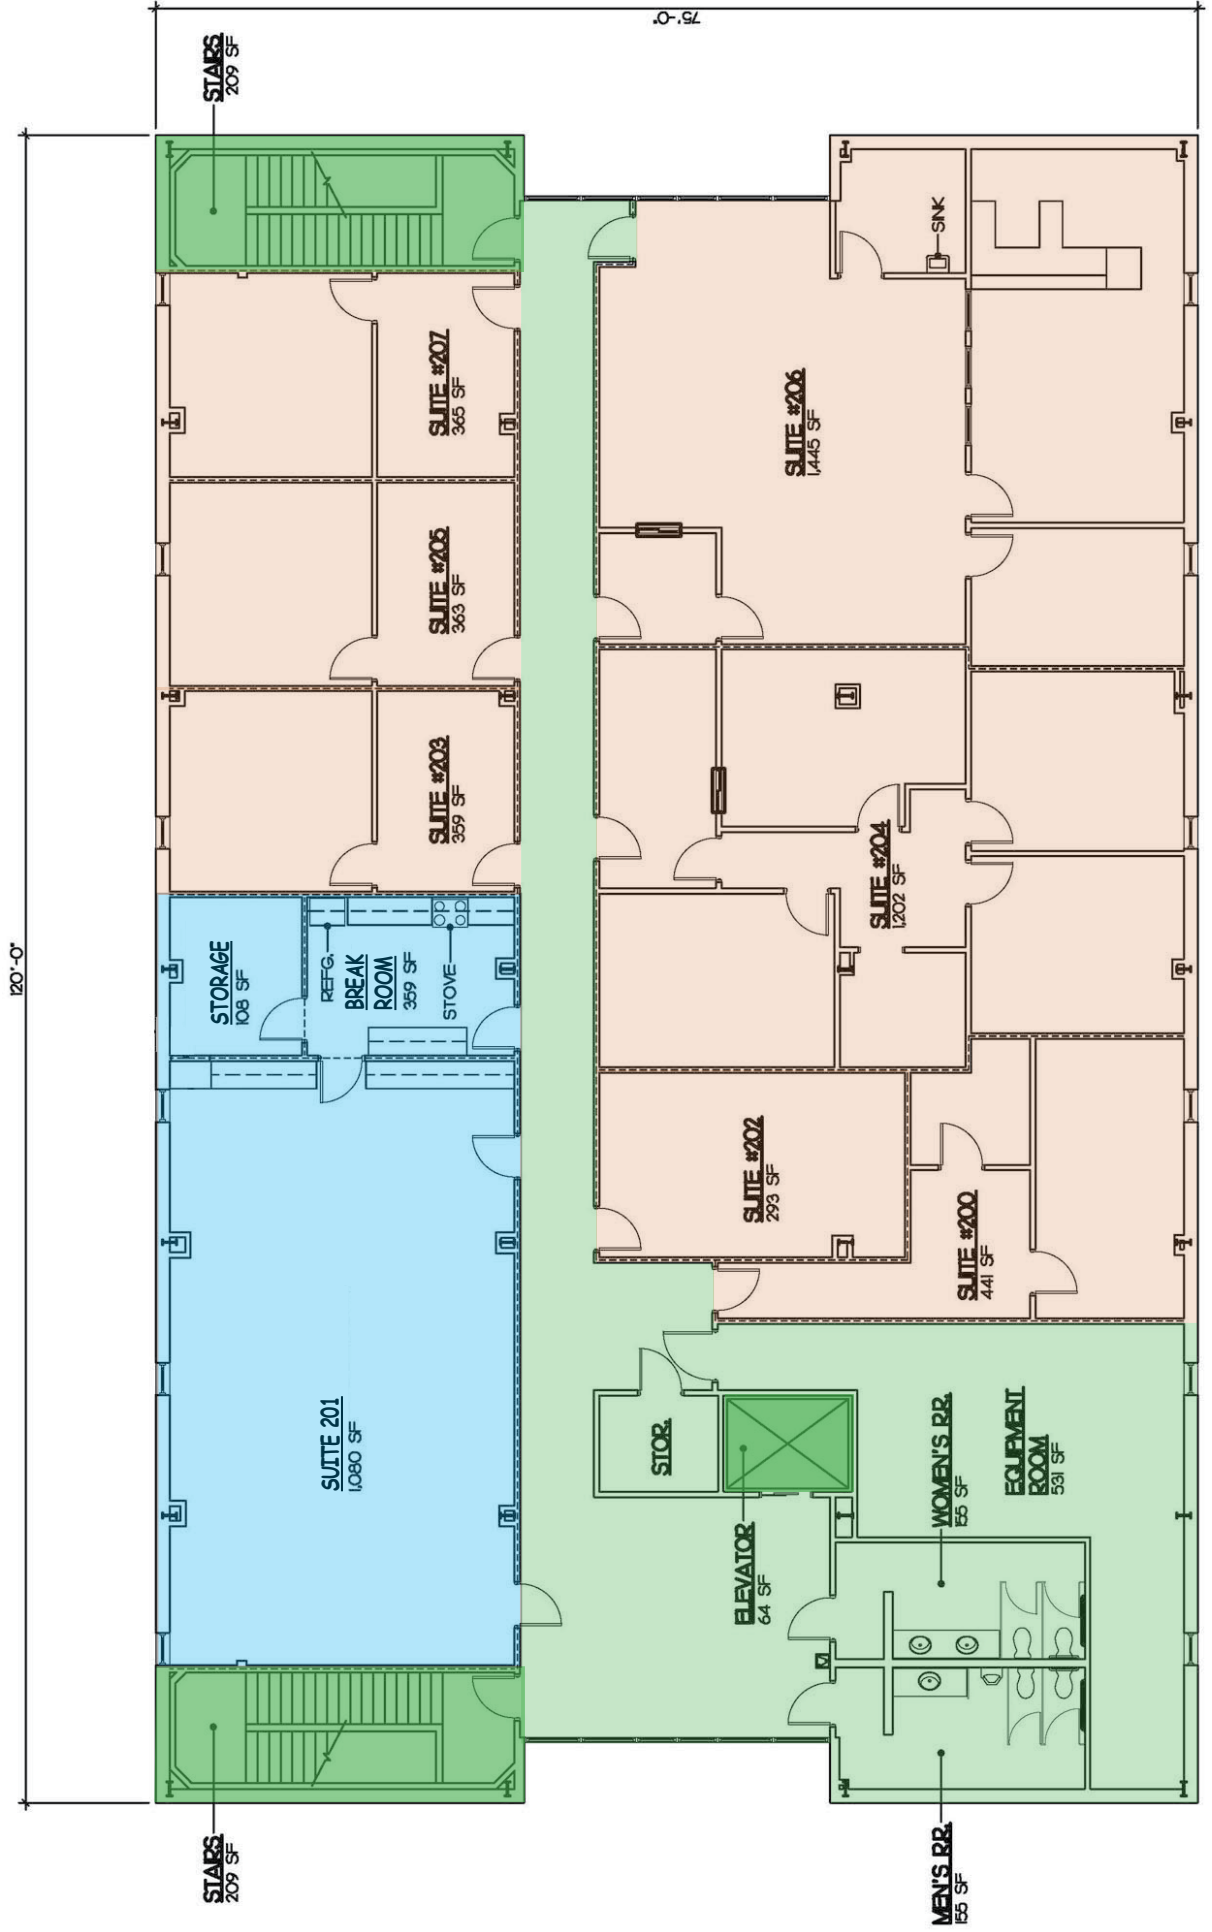 120'-0"
75'-0"
STAIRS
209 SF
STORAGE
108 SF
REFG.
BREAK
ROOM
359 SF
STOVE
SUITE 201
1,080 SF
SUITE #203
359 SF
SUITE #205
363 SF
SUITE #207
365 SF
STAIRS
209 SF
STOR.
ELEVATOR
64 SF
SUITE #202
293 SF
SUITE #204
1,202 SF
SUITE #206
1,445 SF
SINK
MEN'S R.R.
155 SF
WOMEN'S R.R.
155 SF
EQUIPMENT
ROOM
531 SF
SUITE #200
441 SF